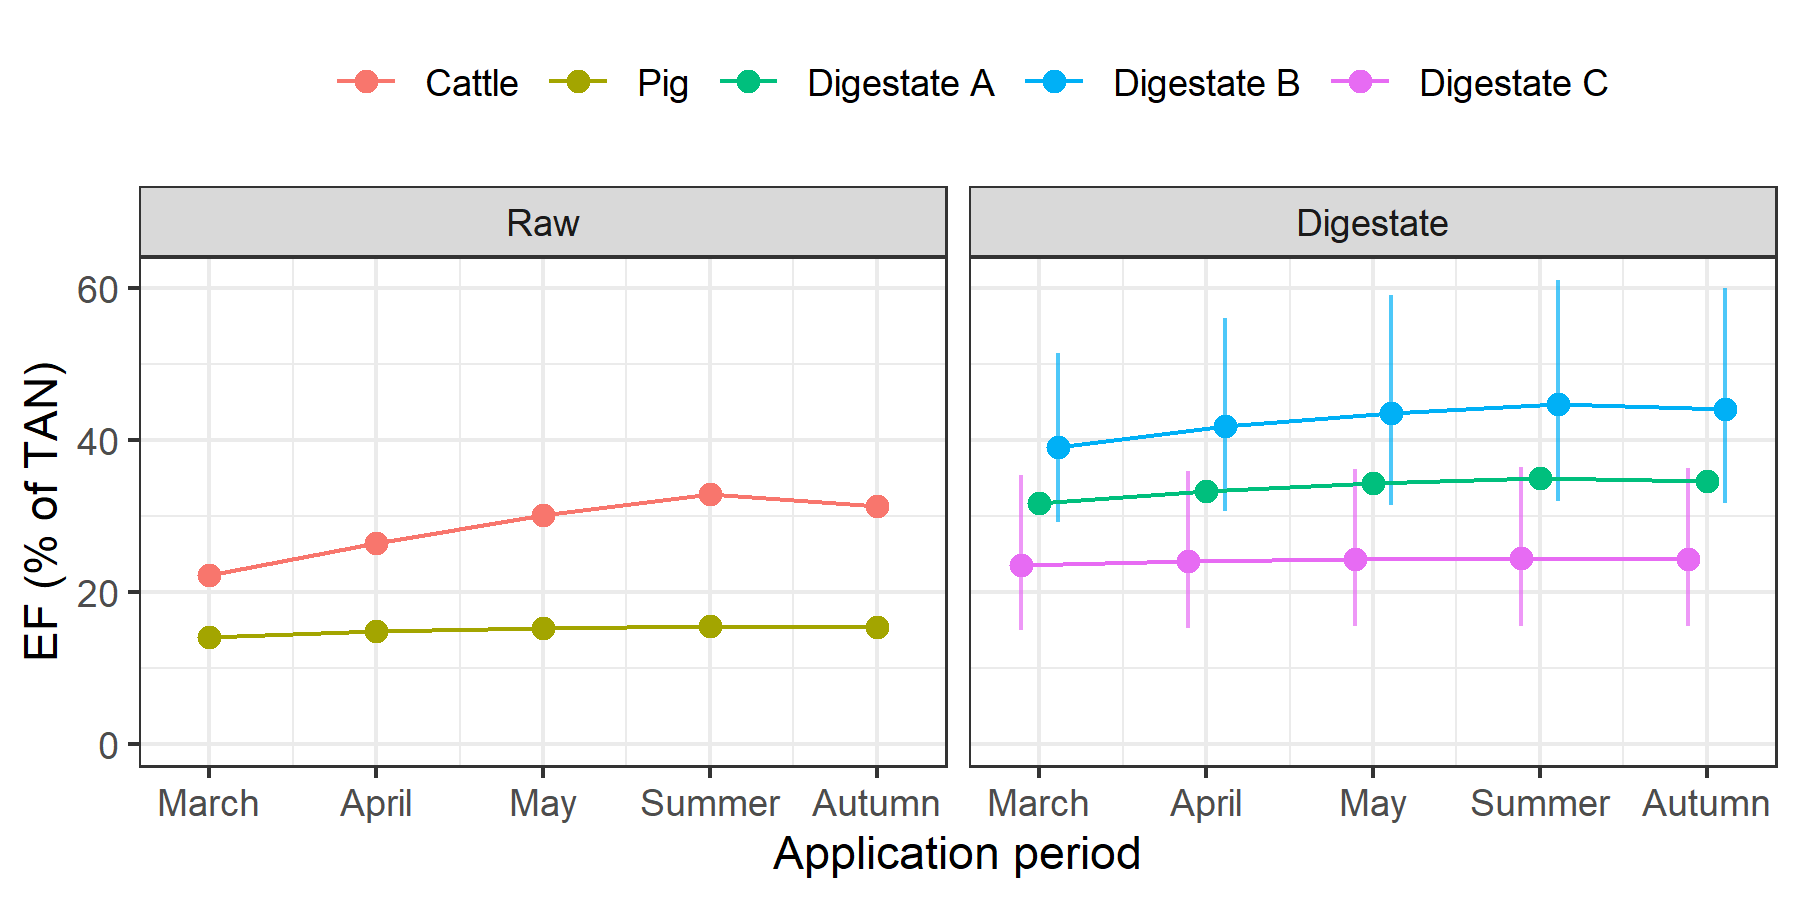 Cattle Pig Digestate A Digestate B Digestate C
Raw Digestate
60
40
20
0
EF (% of TAN)
March April May Summer Autumn March April May Summer Autumn
Application period